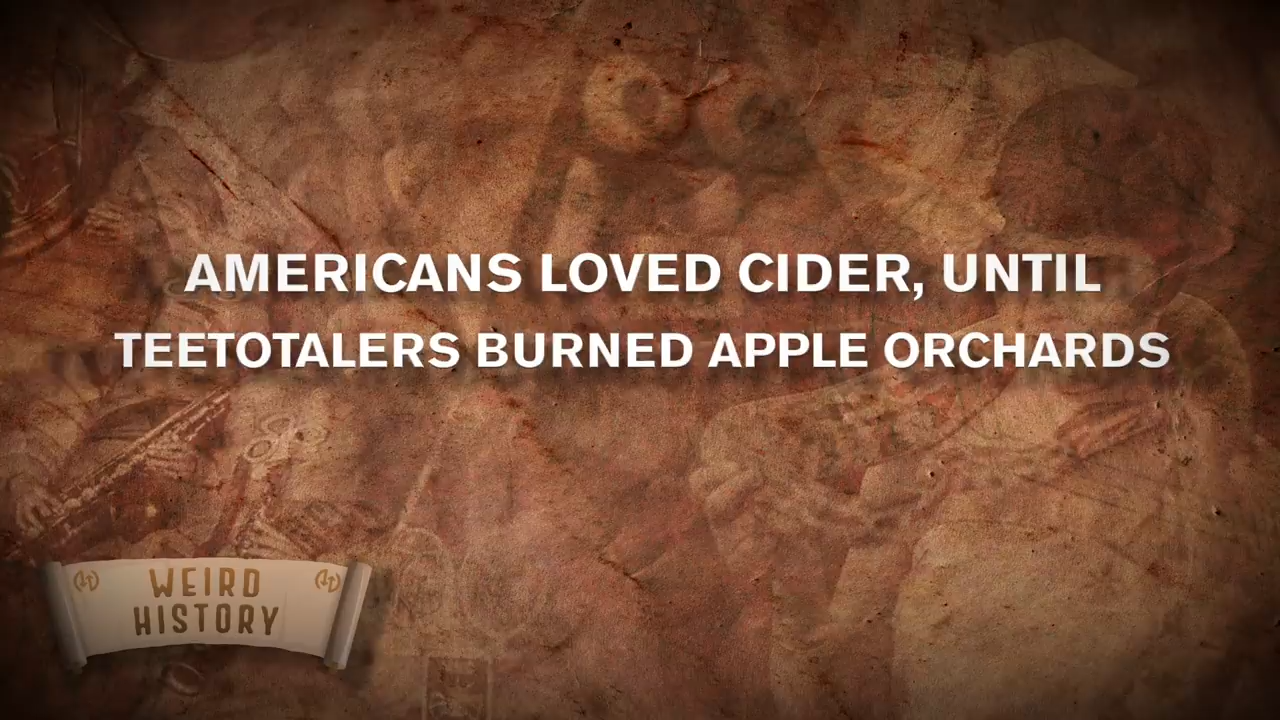 AMERICANS LOVED CIDER, UNTIL
TEETOTALERS BURNED APPLE ORCHARDS
WEIRD
HISTORY